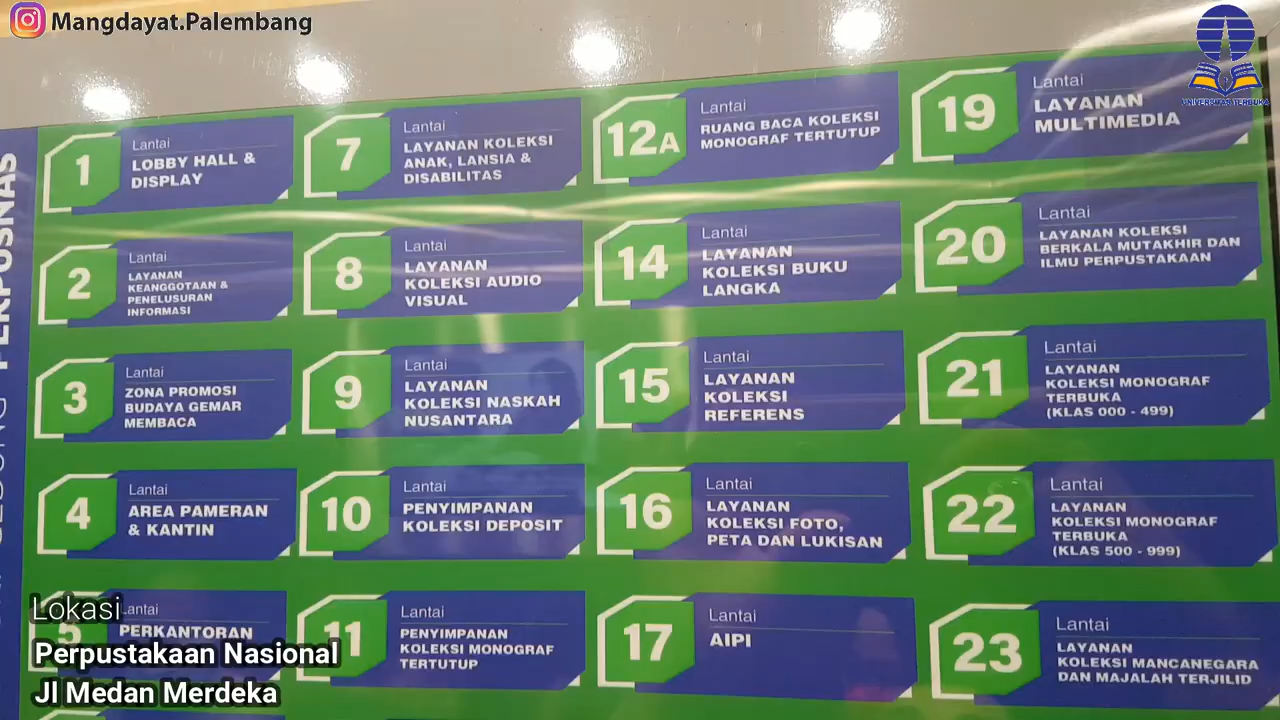 Mangdayat.Palembang
UNIVERSITAS TERBUKA
PERPUSNAS
1
Lantai
LOBBY HALL &
DISPLAY
2
Lantai
LAYANAN
KEANGGOTAAN &
PENELUSURAN
INFORMASI
3
Lantai
ZONA PROMOSI
BUDAYA GEMAR
MEMBACA
4
Lantai
AREA PAMERAN
& KANTIN
5
Lantai
PERKANTORAN
7
Lantai
LAYANAN KOLEKSI
ANAK, LANSIA &
DISABILITAS
8
Lantai
LAYANAN
KOLEKSI AUDIO
VISUAL
9
Lantai
LAYANAN
KOLEKSI NASKAH
NUSANTARA
10
Lantai
PENYIMPANAN
KOLEKSI DEPOSIT
11
Lantai
PENYIMPANAN
KOLEKSI MONOGRAF
TERTUTUP
12A
Lantai
RUANG BACA KOLEKSI
MONOGRAF TERTUTUP
14
Lantai
LAYANAN
KOLEKSI BUKU
LANGKA
15
Lantai
LAYANAN
KOLEKSI
REFERENS
16
Lantai
LAYANAN
KOLEKSI FOTO,
PETA DAN LUKISAN
17
Lantai
AIPI
19
Lantai
LAYANAN
MULTIMEDIA
20
Lantai
LAYANAN KOLEKSI
BERKALA MUTAKHIR DAN
ILMU PERPUSTAKAAN
21
Lantai
LAYANAN
KOLEKSI MONOGRAF
TERBUKA
(KLAS 000 - 499)
22
Lantai
LAYANAN
KOLEKSI MONOGRAF
TERBUKA
(KLAS 500 - 999)
23
Lantai
LAYANAN
KOLEKSI MANCANEGARA
DAN MAJALAH TERJILID
Lokasi
Perpustakaan Nasional
Jl Medan Merdeka